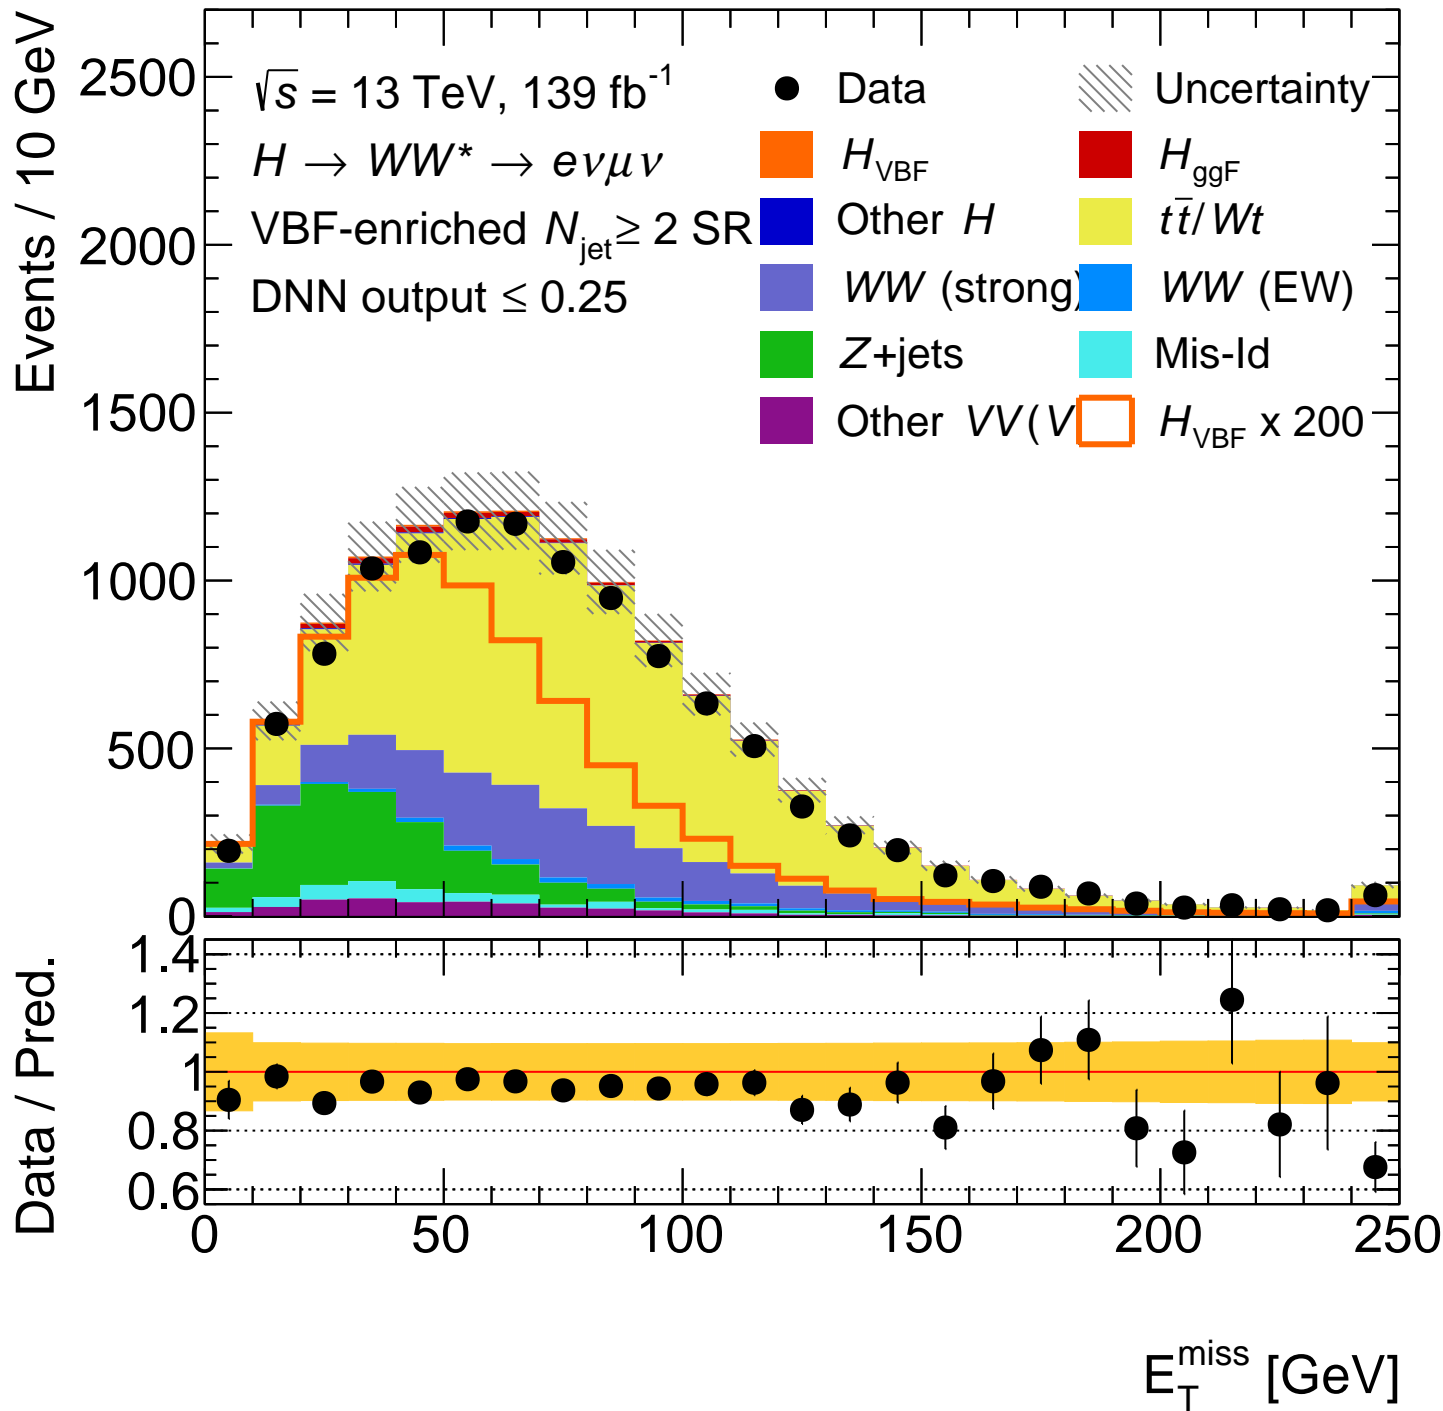 Events / 10 GeV
2500
2000
1500
1000
500
0
√s = 13 TeV, 139 fb⁻¹
H → WW* → eνμν
VBF-enriched N_jet ≥ 2 SR
DNN output ≤ 0.25
Data
Uncertainty
H_VBF
H_ggF
Other H
tt̄/Wt
WW (strong)
WW (EW)
Z+jets
Mis-Id
Other VV(V
H_VBF x 200
Data / Pred.
1.4
1.2
1
0.8
0.6
0 50 100 150 200 250
E_T^miss [GeV]